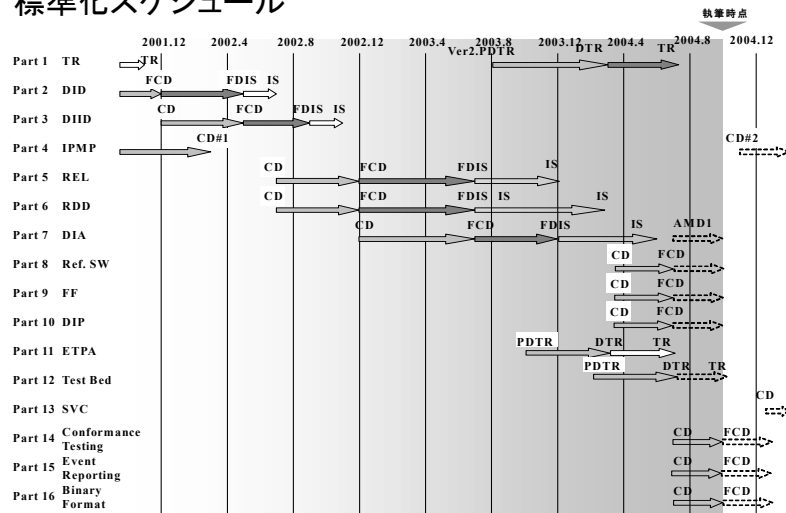 標準化スケジュール
執筆時点
2001.12 2002.4 2002.8 2002.12 2003.4 2003.8 2003.12 2004.4 2004.8 2004.12
Part 1 TR TR Ver2.PDTR DTR TR
Part 2 DID FCD FDIS IS
Part 3 DIID CD FCD FDIS IS
Part 4 IPMP CD#1 CD#2
Part 5 REL CD FCD FDIS IS
Part 6 RDD CD FCD FDIS IS IS
Part 7 DIA CD FCD FDIS IS AMD1
Part 8 Ref. SW CD FCD
Part 9 FF CD FCD
Part 10 DIP CD FCD
Part 11 ETPA PDTR DTR TR
Part 12 Test Bed PDTR DTR TR
Part 13 SVC CD
Part 14 Conformance Testing CD FCD
Part 15 Event Reporting CD FCD
Part 16 Binary Format CD FCD